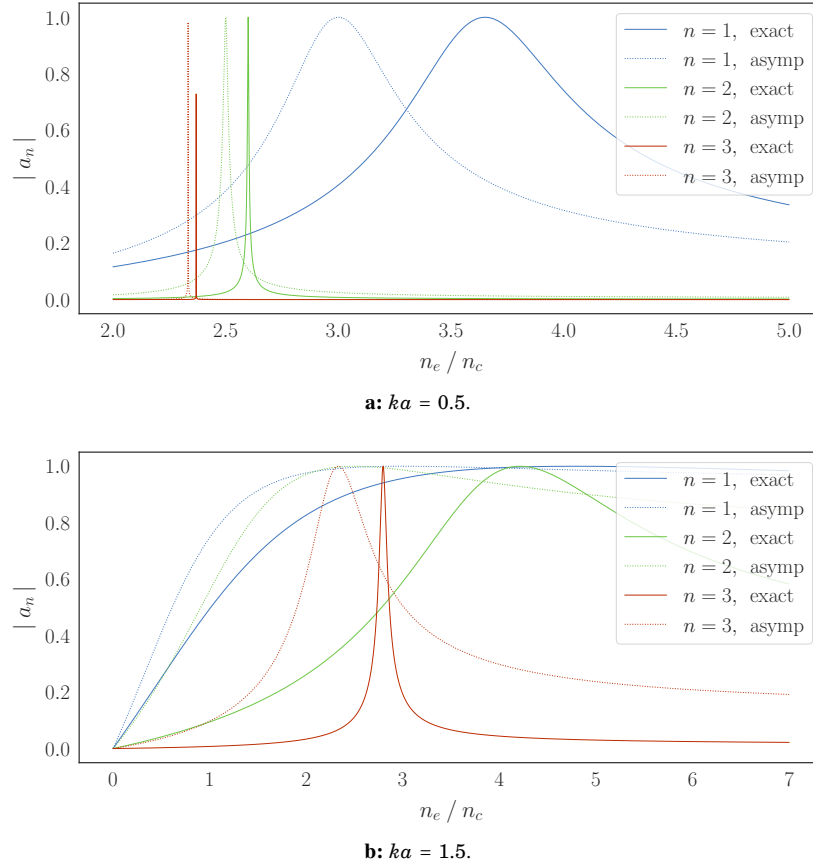 1.0
0.8
0.6
0.4
0.2
0.0
| a_n |
n = 1, exact
n = 1, asymp
n = 2, exact
n = 2, asymp
n = 3, exact
n = 3, asymp
2.0 2.5 3.0 3.5 4.0 4.5 5.0
n_e / n_c
a: ka = 0.5.
1.0
0.8
0.6
0.4
0.2
0.0
| a_n |
n = 1, exact
n = 1, asymp
n = 2, exact
n = 2, asymp
n = 3, exact
n = 3, asymp
0 1 2 3 4 5 6 7
n_e / n_c
b: ka = 1.5.